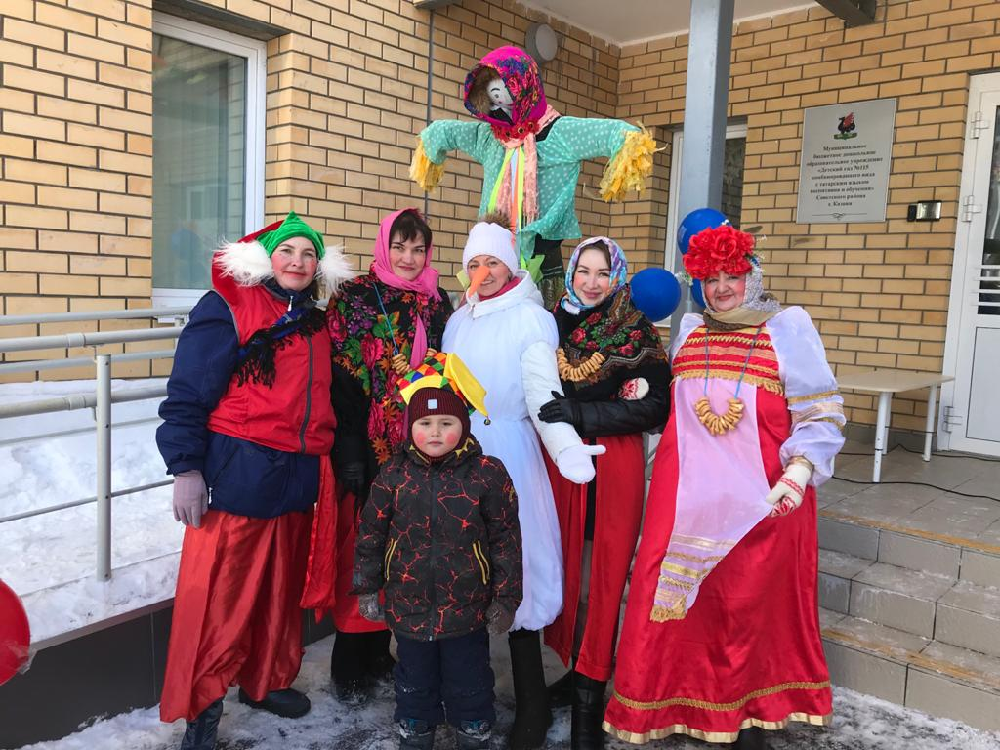 Муниципальное
бюджетное дошкольное
образовательное учреждение
«Детский сад №115
комбинированного вида
с татарским языком
воспитания и обучения»
Советского района
г. Казани